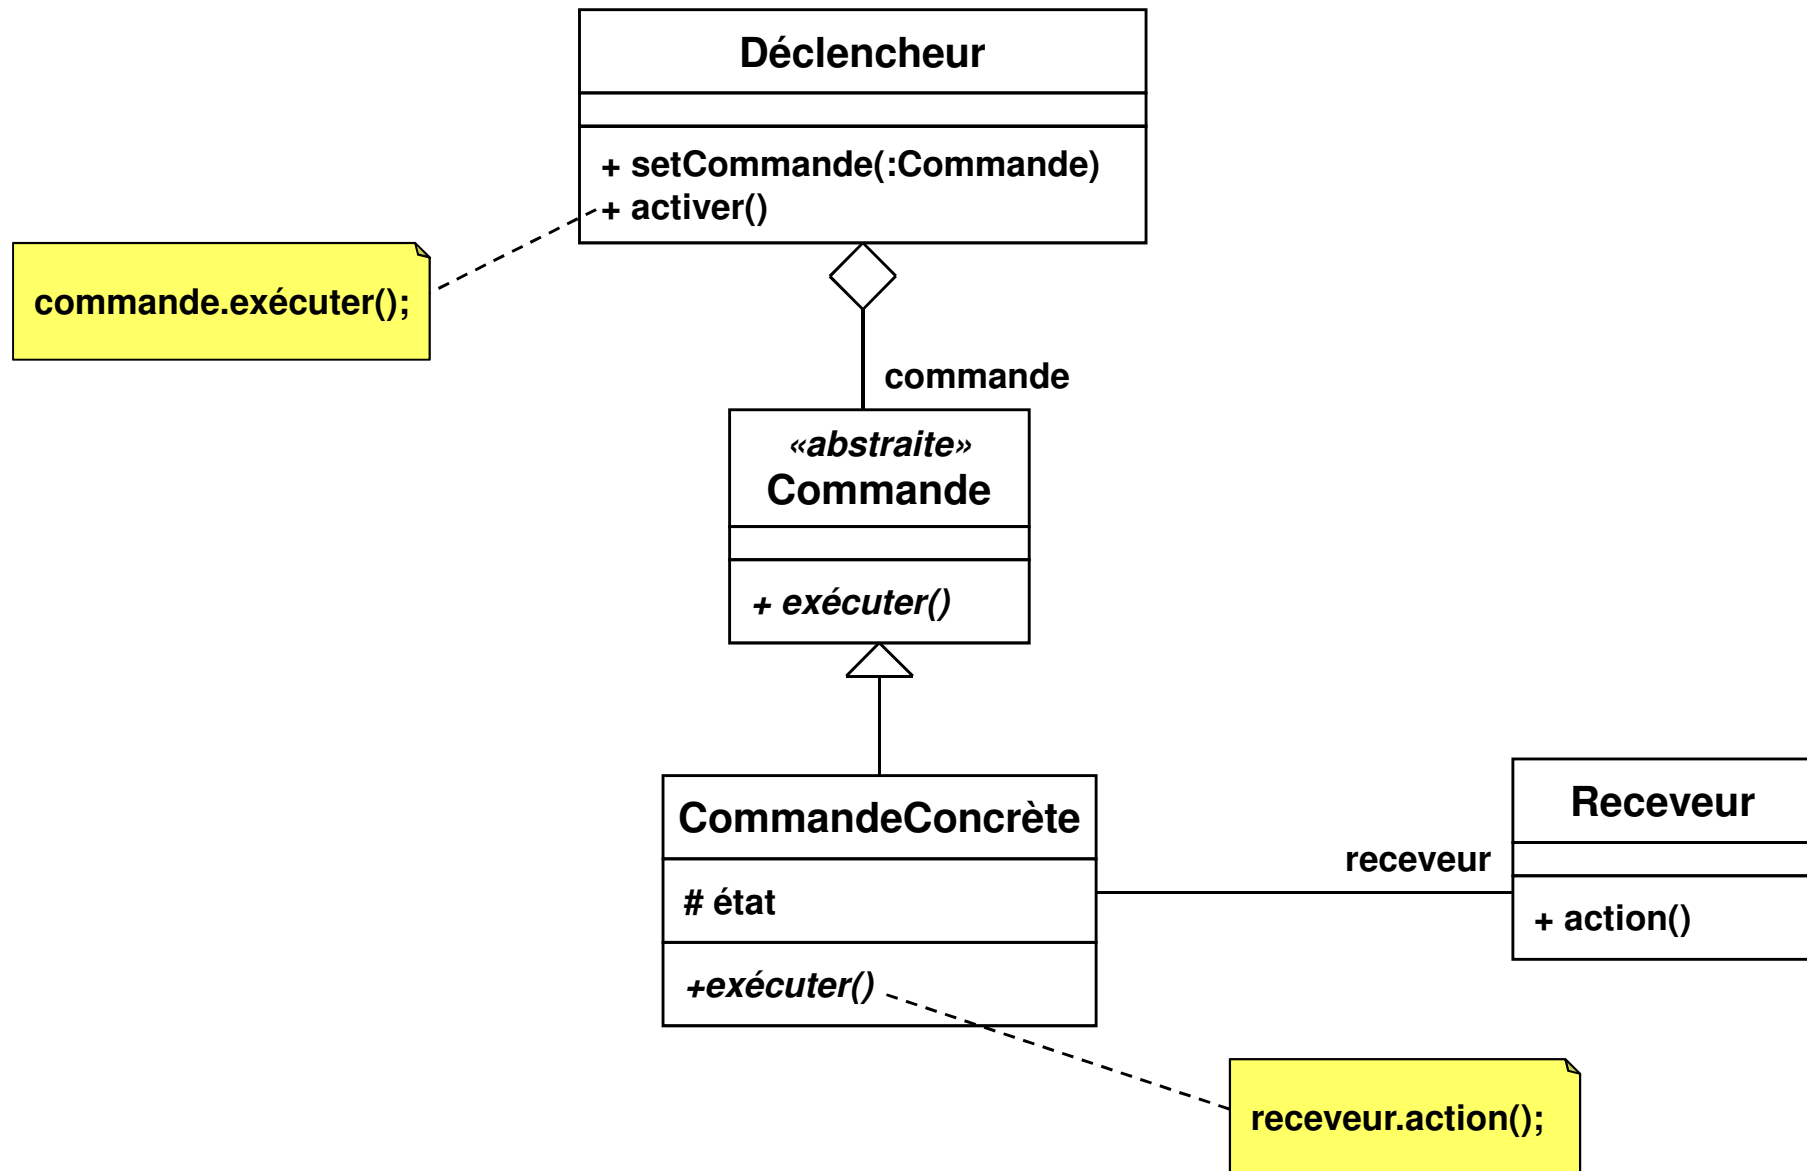 Déclencheur
+ setCommande(:Commande)
+ activer()
commande.exécuter();
commande
«abstraite»
Commande
+ exécuter()
CommandeConcrète
# état
+exécuter()
receveur
Receveur
+ action()
receveur.action();